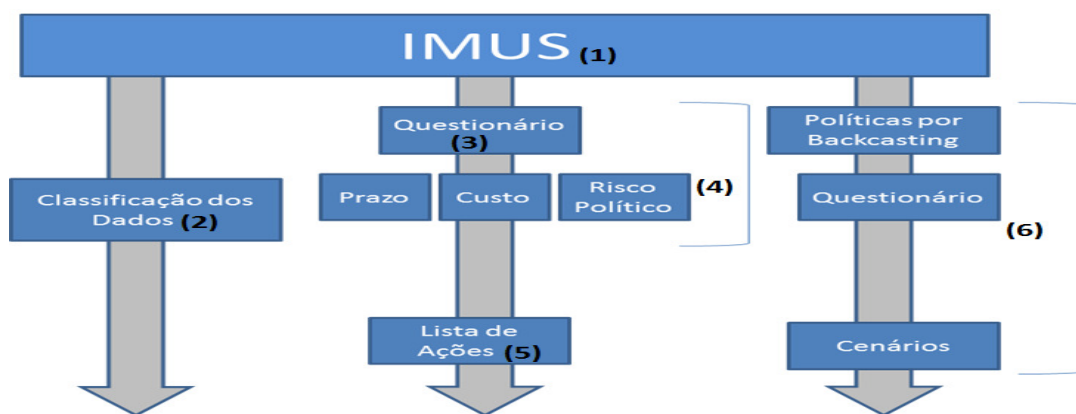 IMUS (1)
Classificação dos
Dados (2)
Questionário
(3)
Prazo
Custo
Risco
Político
(4)
Lista de
Ações (5)
Políticas por
Backcasting
Questionário
(6)
Cenários